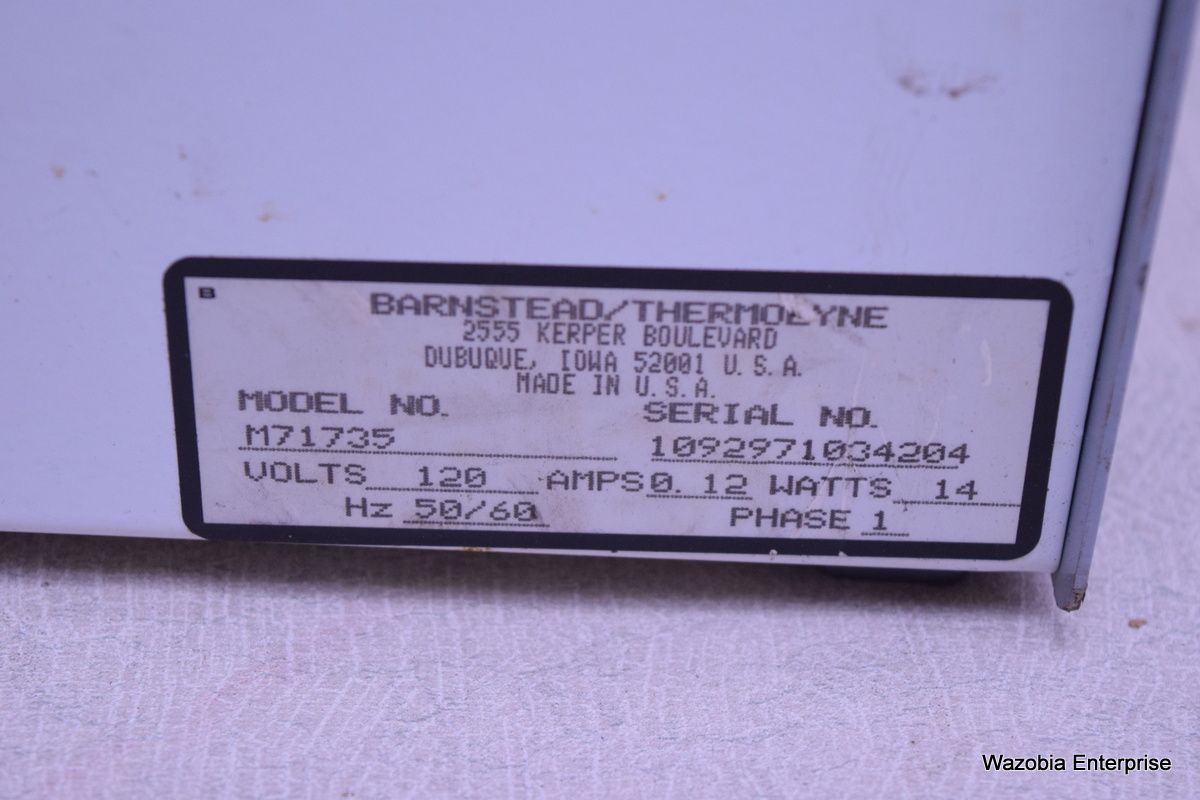 B
BARNSTEAD/THERMOLYNE
2555 KERPER BOULEVARD
DUBUQUE, IOWA 52001 U.S.A.
MADE IN U.S.A.
MODEL NO. SERIAL NO.
M71735 1092971034204
VOLTS 120 AMPS 0.12 WATTS 14
Hz 50/60 PHASE 1
Wazobia Enterprise